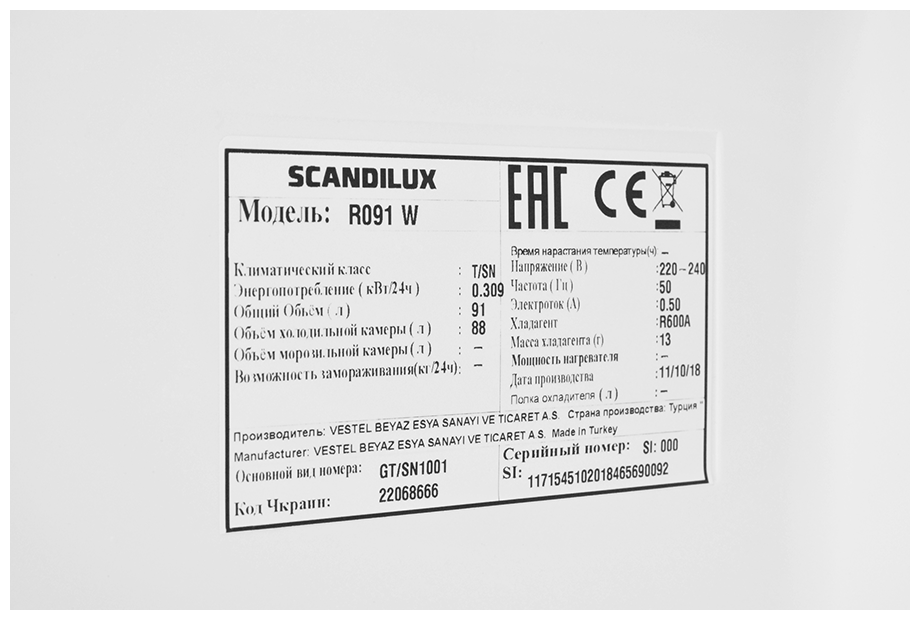 SCANDILUX
Модель: R091 W
EAC CE
Климатический класс : T/SN
Энергопотребление ( кВт/24ч ) : 0.309
Общий Объём ( л ) : 91
Объём холодильной камеры ( л ) : 88
Объём морозильной камеры ( л ) : –
Возможность замораживания(кг/24ч): –
Время нарастания температуры(ч) : –
Напряжение ( В ) :220~240
Частота ( Гц ) :50
Электроток (А) :0.50
Хладагент :R600A
Масса хладагента (г) :13
Мощность нагревателя :–
Дата производства :11/10/18
Полка охладителя ( л ) :–
Производитель: VESTEL BEYAZ ESYA SANAYI VE TICARET A.S. Страна производства: Турция "
Manufacturer: VESTEL BEYAZ ESYA SANAYI VE TICARET A.S. Made in Turkey
Основной вид номера: GT/SN1001
Код Чкраин: 22068666
Серийный номер: SI: 000
SI: 1171545102018465690092